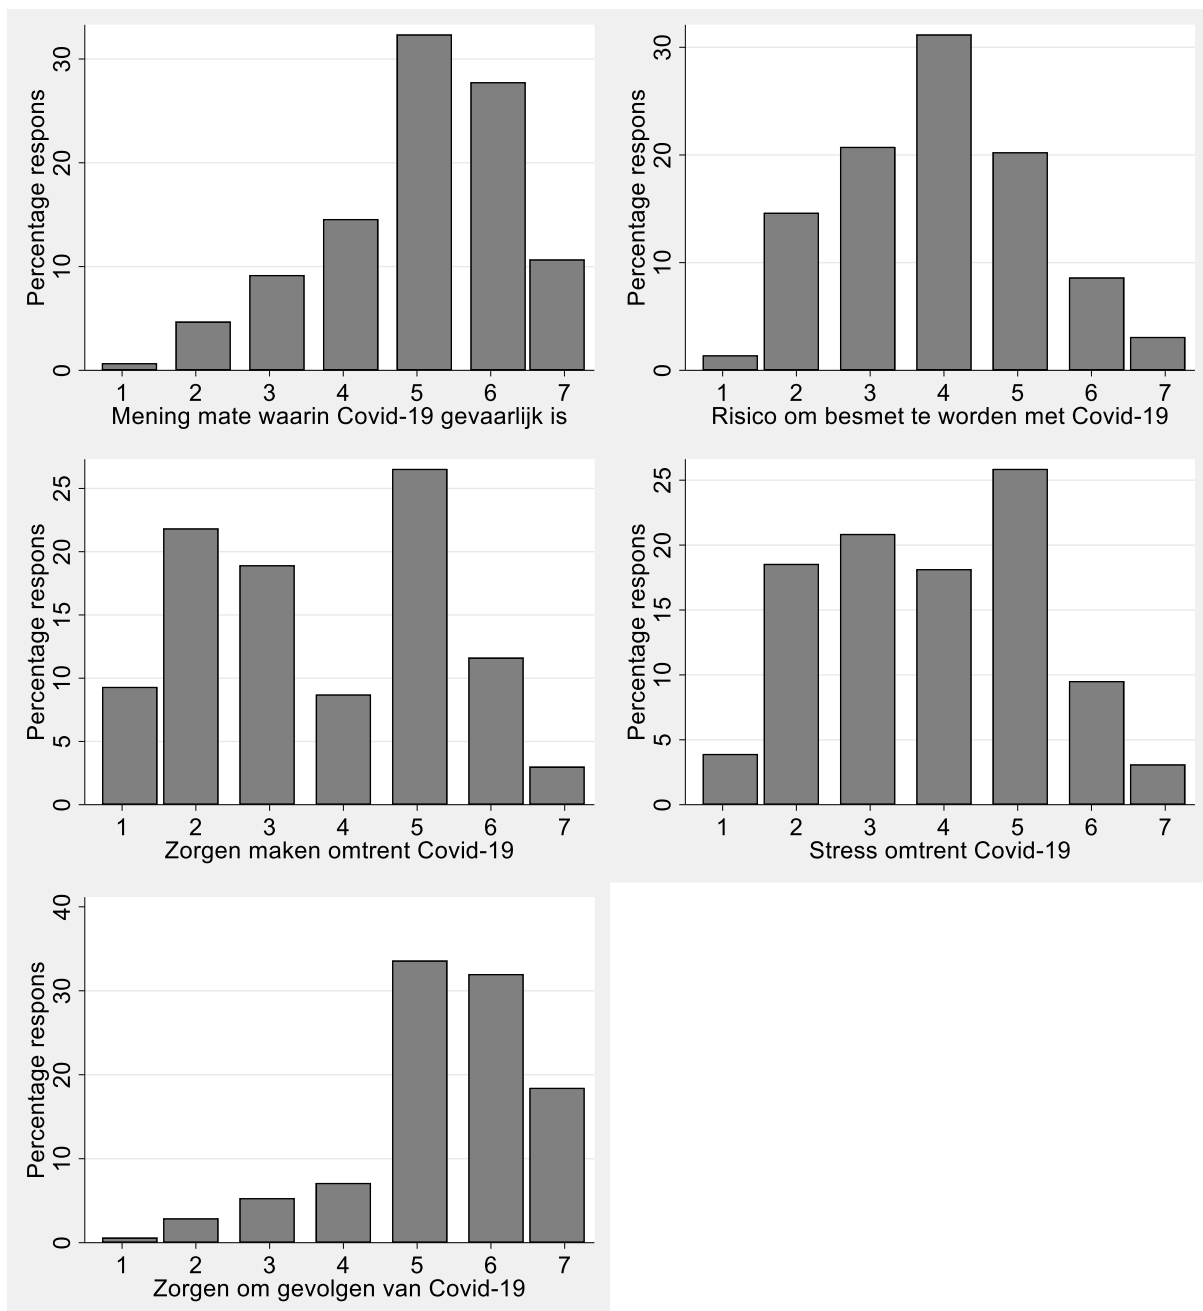 Percentage respons
30
20
10
0
1 2 3 4 5 6 7
Mening mate waarin Covid-19 gevaarlijk is
Percentage respons
30
20
10
0
1 2 3 4 5 6 7
Risico om besmet te worden met Covid-19
Percentage respons
25
20
15
10
5
0
1 2 3 4 5 6 7
Zorgen maken omtrent Covid-19
Percentage respons
25
20
15
10
5
0
1 2 3 4 5 6 7
Stress omtrent Covid-19
Percentage respons
40
30
20
10
0
1 2 3 4 5 6 7
Zorgen om gevolgen van Covid-19